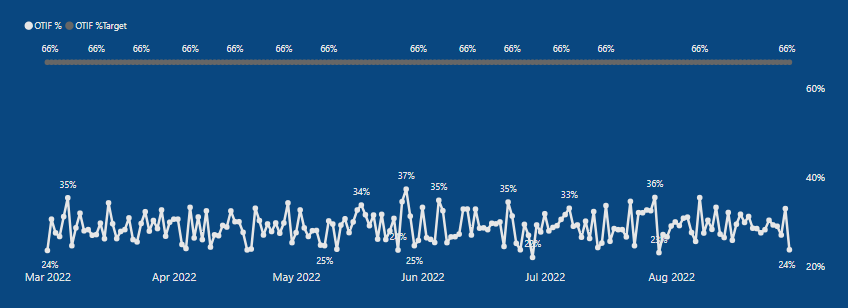 OTIF % OTIF %Target
66% 66% 66% 66% 66% 66% 66% 66% 66% 66% 66% 66% 66% 66%
60%
37%
35% 34% 35% 35% 33% 36%
40%
24% 25% 25% 24%
20%
Mar 2022 Apr 2022 May 2022 Jun 2022 Jul 2022 Aug 2022